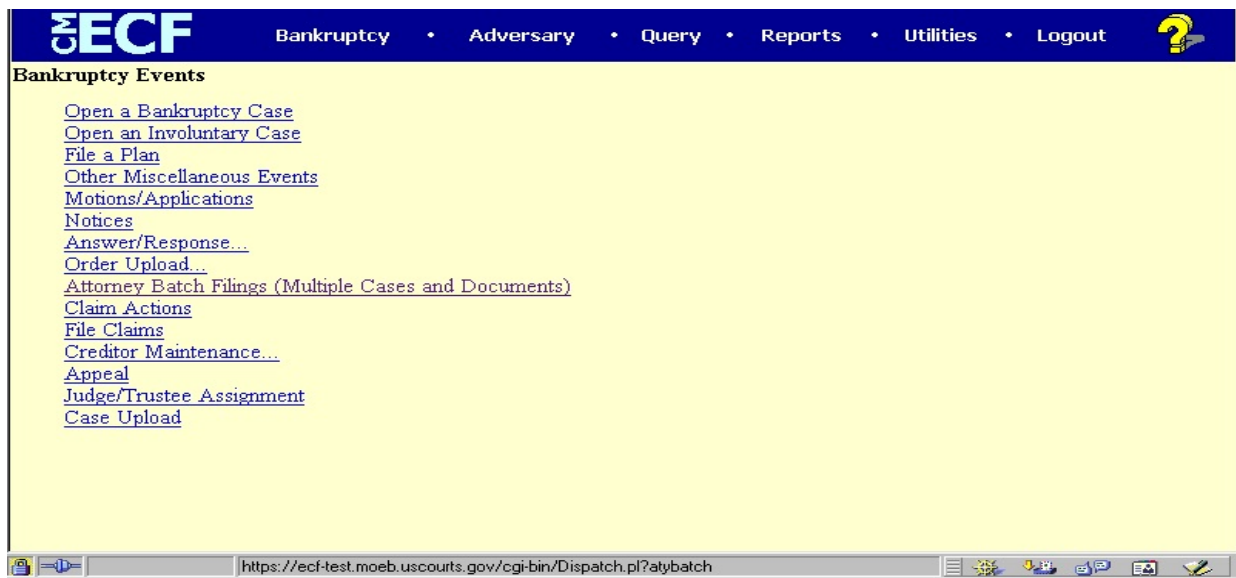 CM ECF Bankruptcy • Adversary • Query • Reports • Utilities • Logout ?
Bankruptcy Events
Open a Bankruptcy Case
Open an Involuntary Case
File a Plan
Other Miscellaneous Events
Motions/Applications
Notices
Answer/Response...
Order Upload...
Attorney Batch Filings (Multiple Cases and Documents)
Claim Actions
File Claims
Creditor Maintenance...
Appeal
Judge/Trustee Assignment
Case Upload
https://ecf-test.moeb.uscourts.gov/cgi-bin/Dispatch.pl?atybatch